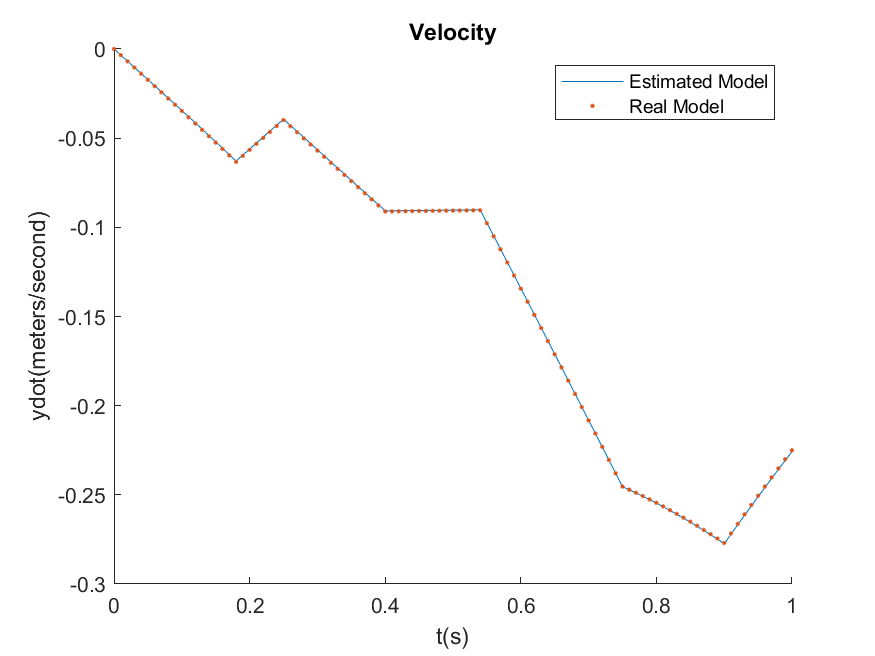 Velocity
Estimated Model
Real Model
0
-0.05
-0.1
-0.15
-0.2
-0.25
-0.3
ydot(meters/second)
0 0.2 0.4 0.6 0.8 1
t(s)